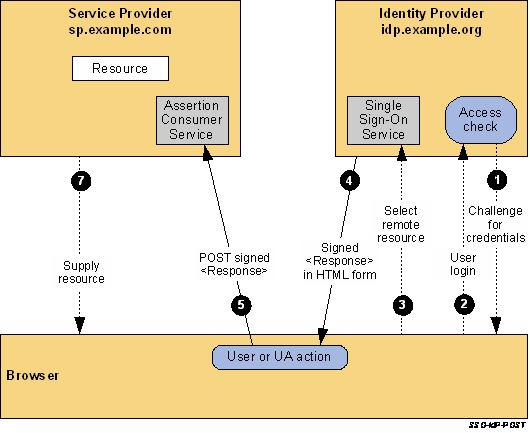 Service Provider
sp.example.com
Resource
Assertion
Consumer
Service
Identity Provider
idp.example.org
Single
Sign-On
Service
Access
check
7
4
1
Supply
resource
POST signed
<Response>
5
Signed
<Response>
in HTML form
Select
remote
resource
3
Challenge
for
credentials
User
login
2
User or UA action
Browser
SSO-IdP-POST